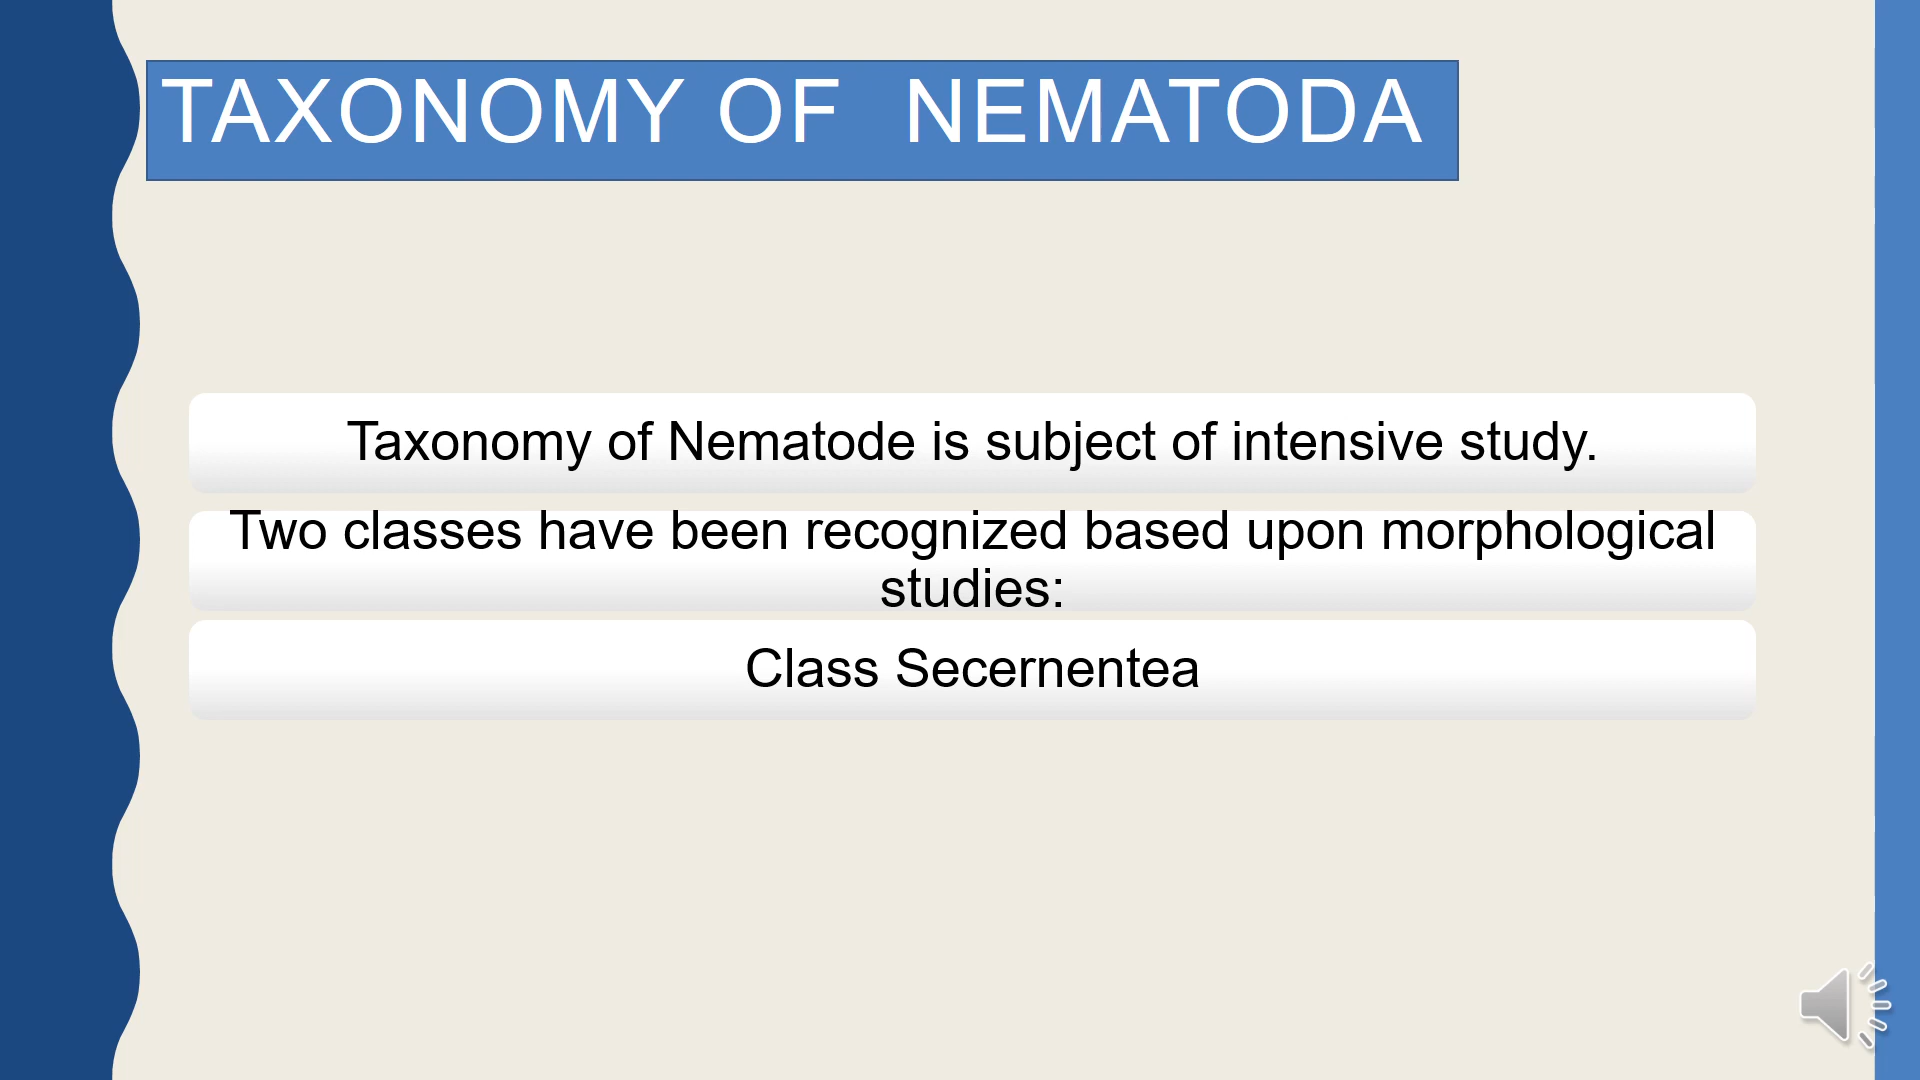 TAXONOMY OF NEMATODA
Taxonomy of Nematode is subject of intensive study.
Two classes have been recognized based upon morphological
studies:
Class Secernentea